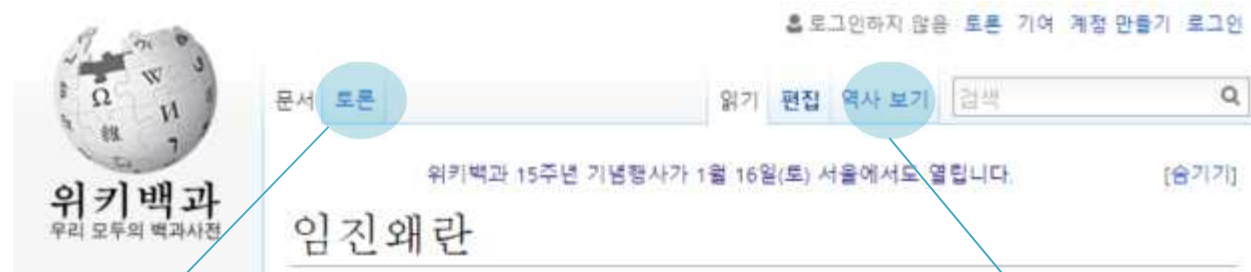 로그인하지 않음 토론 기여 계정 만들기 로그인
문서 토론 읽기 편집 역사 보기 검색
위키백과 15주년 기념행사가 1월 16일(토) 서울에서도 열립니다. [숨기기]
위키백과
우리 모두의 백과사전
임진왜란